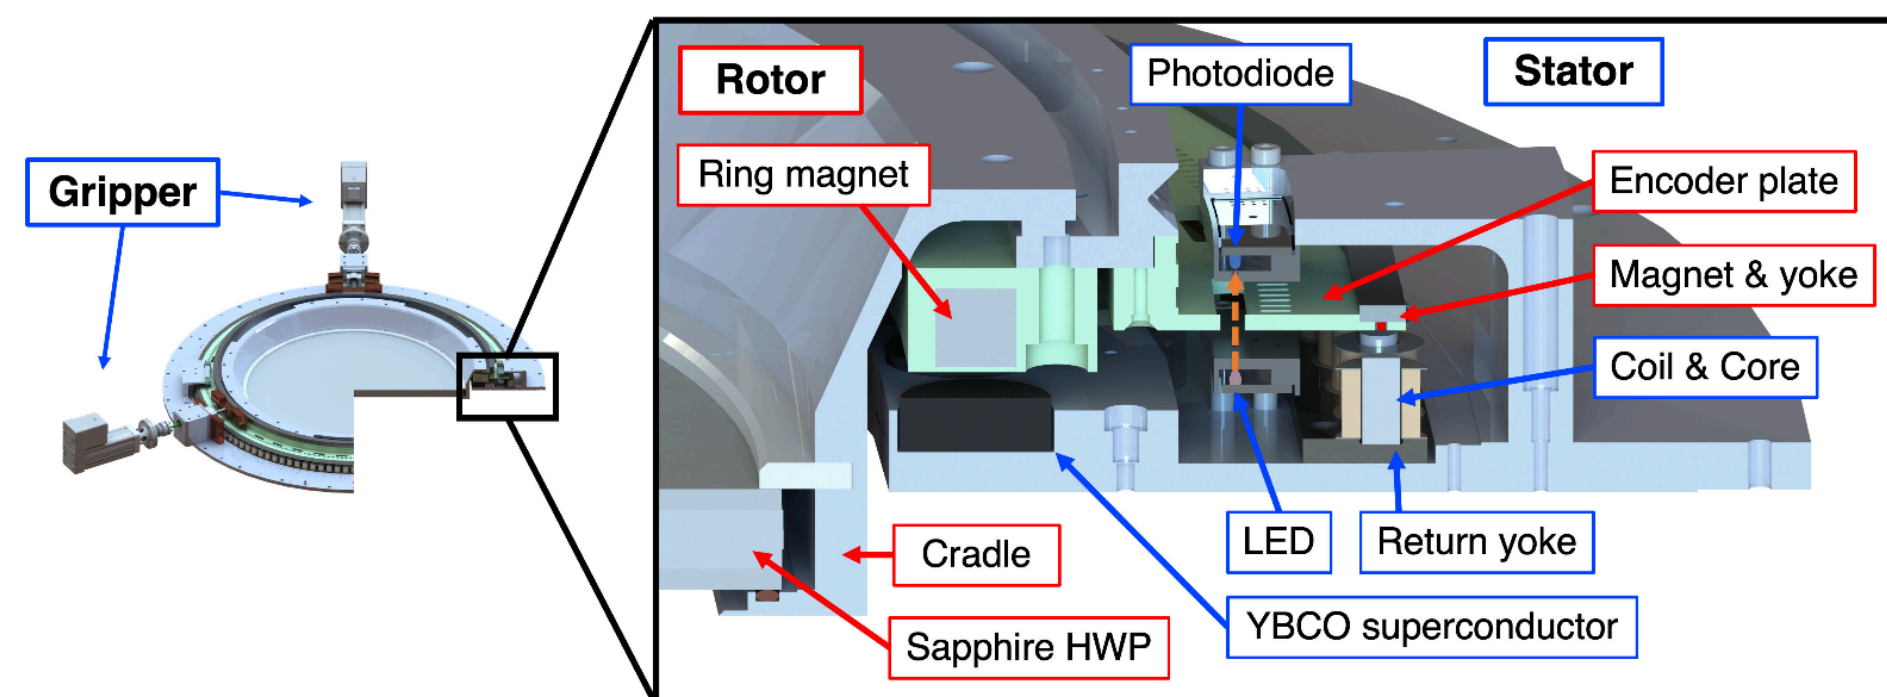 Rotor
Photodiode
Stator
Ring magnet
Encoder plate
Gripper
Magnet & yoke
Coil & Core
LED
Return yoke
Cradle
YBCO superconductor
Sapphire HWP